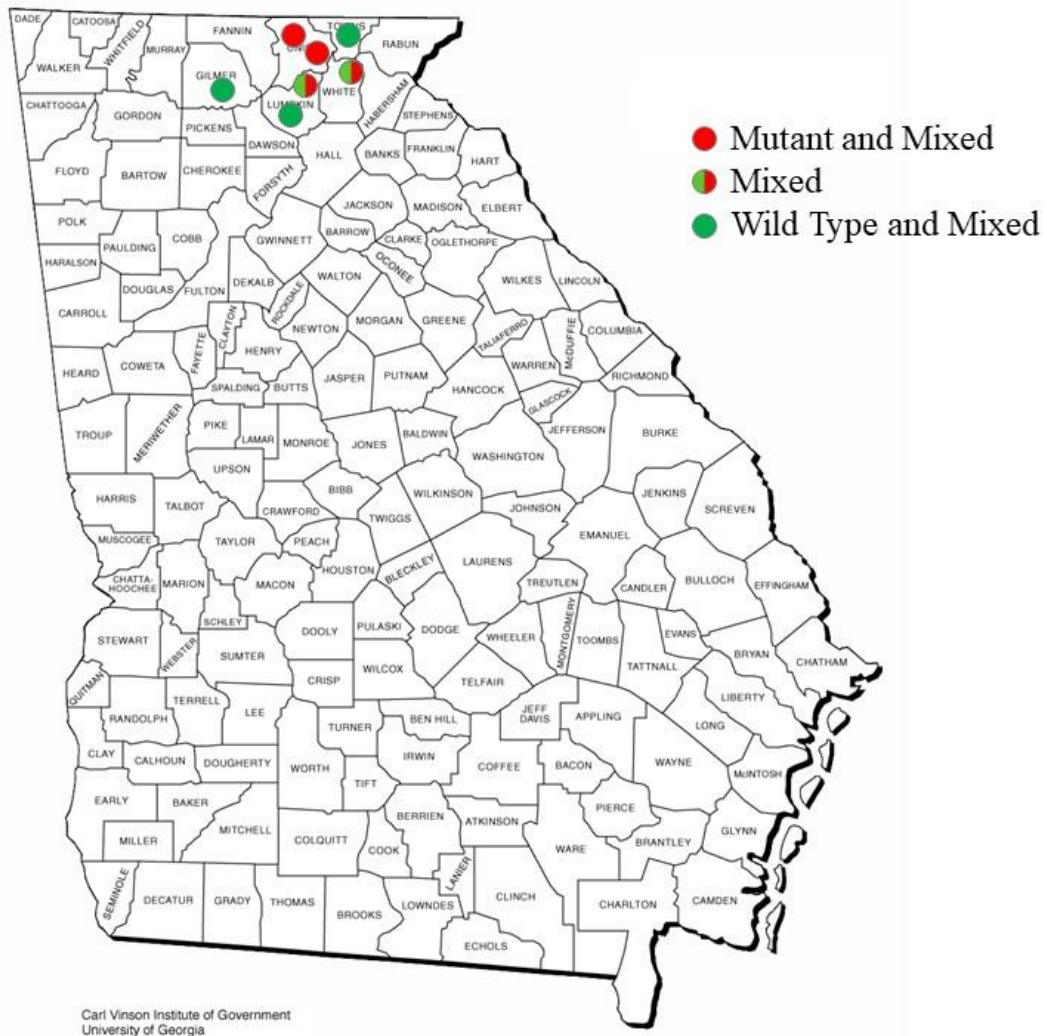 DADE
CATOOSA
WHITFIELD
MURRAY
FANNIN
RABUN
WALKER
GILMER
CHATTOOGA
GORDON
PICKENS
LUMPKIN
WHITE
HABERSHAM
STEPHENS
DAWSON
HALL
BANKS
FRANKLIN
HART
FLOYD
BARTOW
CHEROKEE
FORSYTH
JACKSON
MADISON
ELBERT
Mutant and Mixed
Mixed
Wild Type and Mixed
POLK
PAULDING
COBB
GWINNETT
BARROW
CLARKE
OCONEE
OGLETHORPE
WILKES
LINCOLN
HARALSON
DOUGLAS
FULTON
DEKALB
ROCKDALE
WALTON
CARROLL
CLAYTON
NEWTON
MORGAN
GREENE
TALIAFERRO
McDUFFIE
COLUMBIA
HEARD
COWETA
FAYETTE
HENRY
SPALDING
BUTTS
JASPER
PUTNAM
HANCOCK
WARREN
GLASCOCK
RICHMOND
TROUP
MERIWETHER
PIKE
LAMAR
MONROE
JONES
BALDWIN
WASHINGTON
JEFFERSON
BURKE
UPSON
HARRIS
TALBOT
CRAWFORD
BIBB
TWIGGS
WILKINSON
JOHNSON
JENKINS
SCREVEN
MUSCOGEE
TAYLOR
PEACH
EMANUEL
CHATTA-
HOOCHEE
MARION
MACON
HOUSTON
BLECKLEY
LAURENS
TREUTLEN
CANDLER
BULLOCH
EFFINGHAM
SCHLEY
STEWART
WEBSTER
SUMTER
DOOLY
PULASKI
DODGE
WHEELER
MONTGOMERY
TOOMBS
EVANS
TATTNALL
BRYAN
CHATHAM
QUITMAN
CRISP
WILCOX
TELFAIR
LIBERTY
RANDOLPH
TERRELL
LEE
TURNER
BEN HILL
JEFF
DAVIS
APPLING
LONG
CLAY
CALHOUN
DOUGHERTY
WORTH
TIFT
IRWIN
COFFEE
BACON
WAYNE
McINTOSH
EARLY
BAKER
MITCHELL
MILLER
COLQUITT
COOK
BERRIEN
ATKINSON
WARE
PIERCE
BRANTLEY
GLYNN
SEMINOLE
DECATUR
GRADY
THOMAS
BROOKS
LOWNDES
LANIER
CLINCH
ECHOLS
CHARLTON
CAMDEN
Carl Vinson Institute of Government
University of Georgia